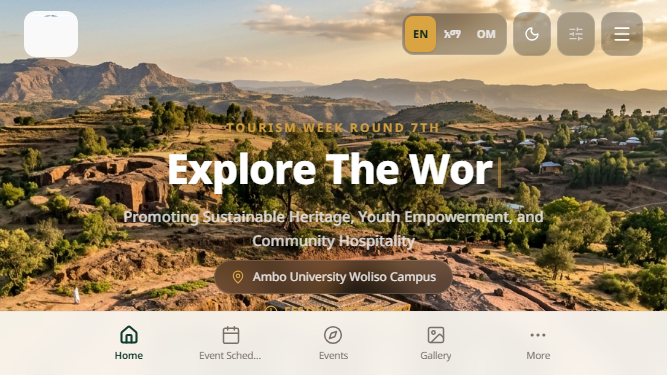 EN አማ OM
TOURISM WEEK ROUND 7TH
Explore The Wor
Promoting Sustainable Heritage, Youth Empowerment, and
Community Hospitality
Ambo University Woliso Campus
Home Event Sched... Events Gallery More